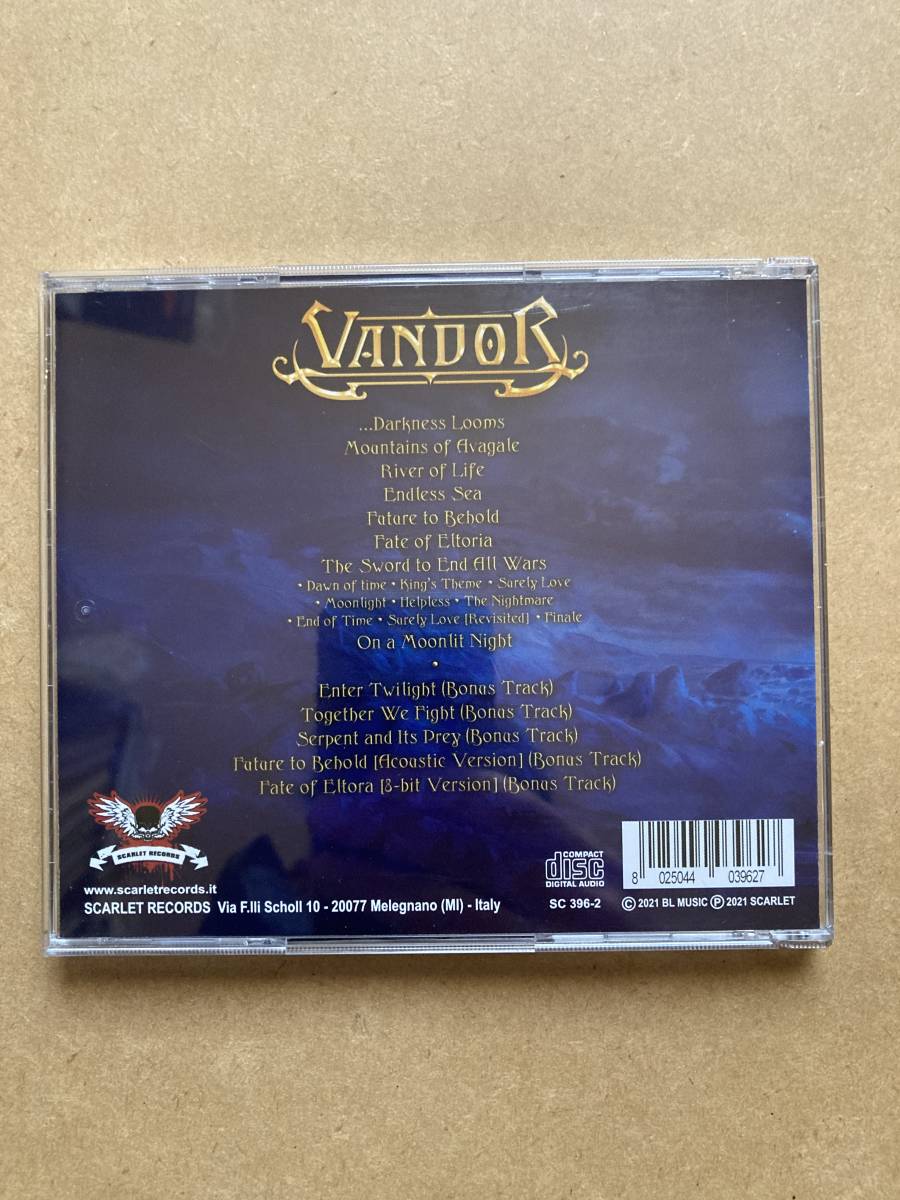 VANDOR
...Darkness Looms
Mountains of Avagale
River of Life
Endless Sea
Future to Behold
Fate of Eltoria
The Sword to End All Wars
• Dawn of time • King's Theme • Surely Love
• Moonlight • Helpless • The Nightmare
• End of Time • Surely Love [Revisited] • Finale
On a Moonlit Night
•
Enter Twilight (Bonus Track)
Together We Fight (Bonus Track)
Serpent and Its Prey (Bonus Track)
Future to Behold [Acoustic Version] (Bonus Track)
Fate of Eltora [8-bit Version] (Bonus Track)
SCARLET RECORDS
www.scarletrecords.it
SCARLET RECORDS Via F.lli Scholl 10 - 20077 Melegnano (MI) - Italy
COMPACT
disc
DIGITAL AUDIO
SC 396-2
8 025044 039627
© 2021 BL MUSIC ℗ 2021 SCARLET